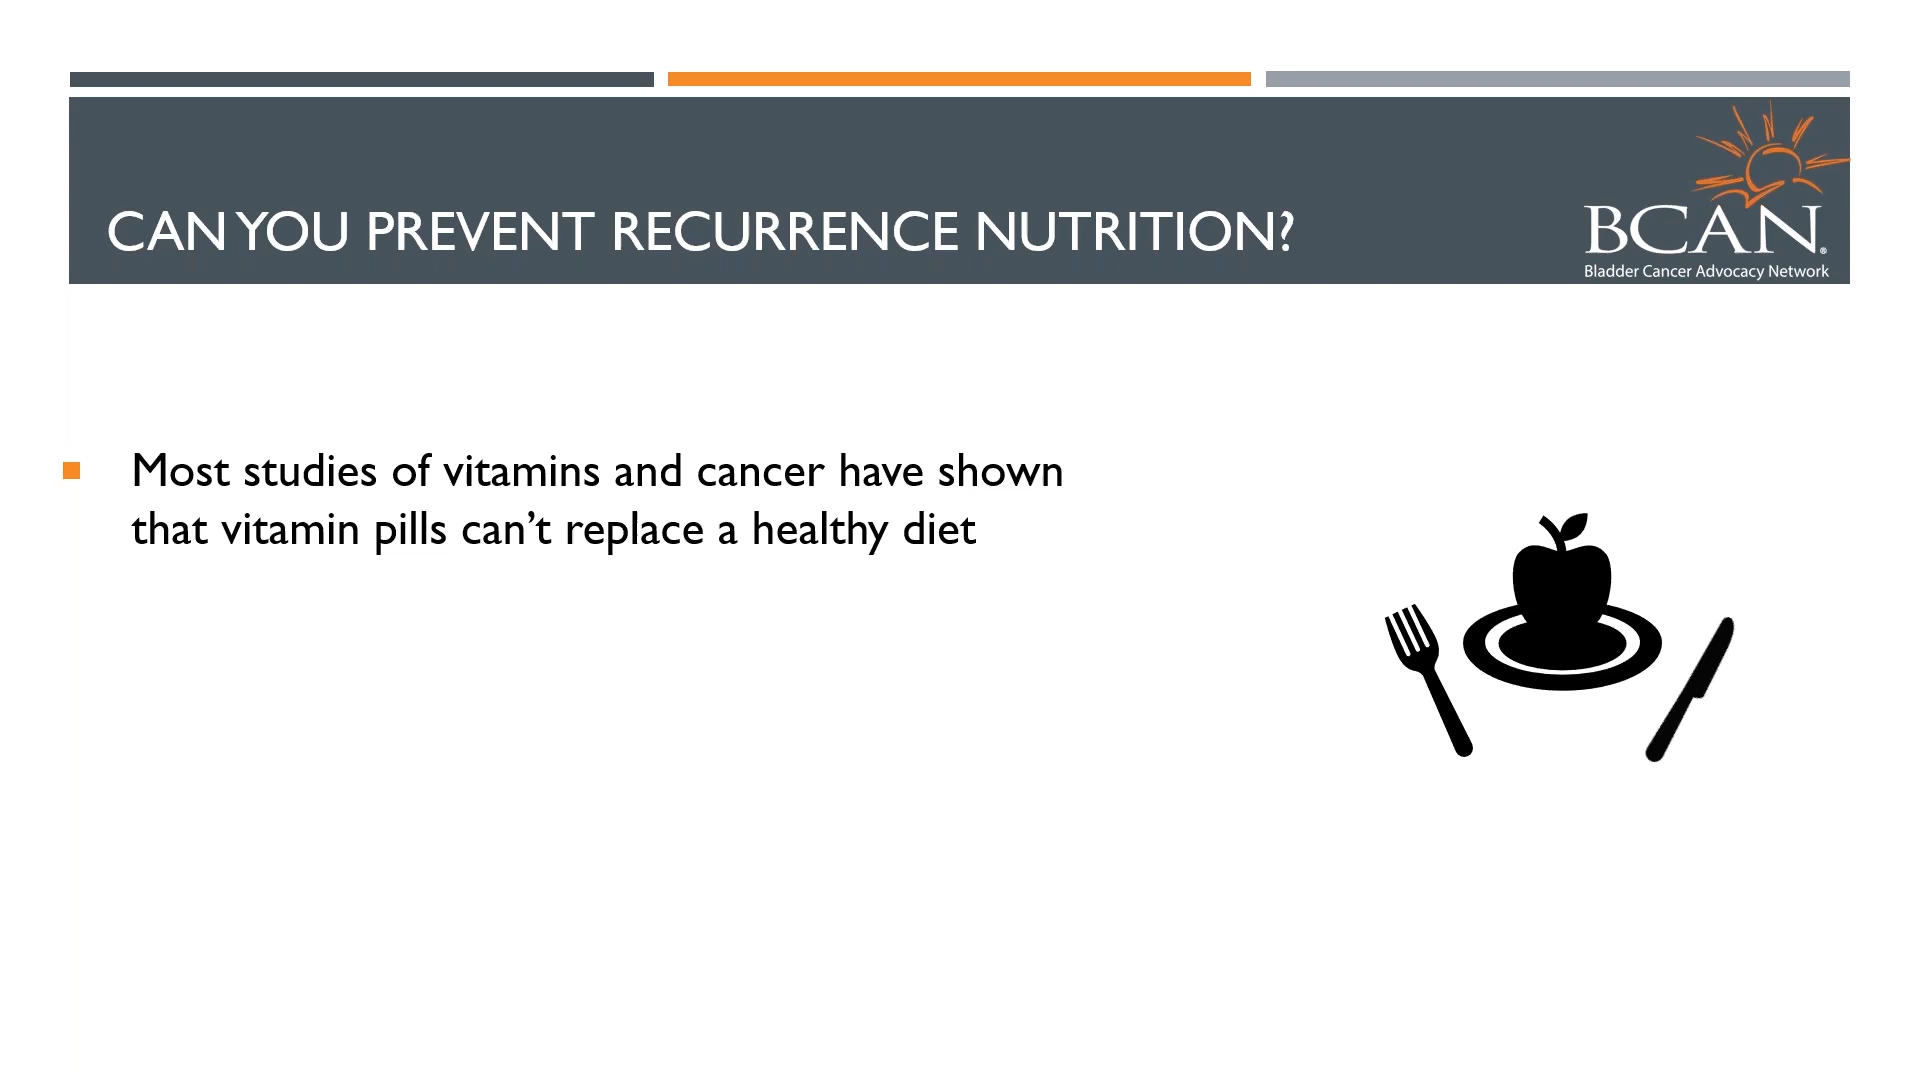 CAN YOU PREVENT RECURRENCE NUTRITION?
BCAN®
Bladder Cancer Advocacy Network
Most studies of vitamins and cancer have shown
that vitamin pills can’t replace a healthy diet